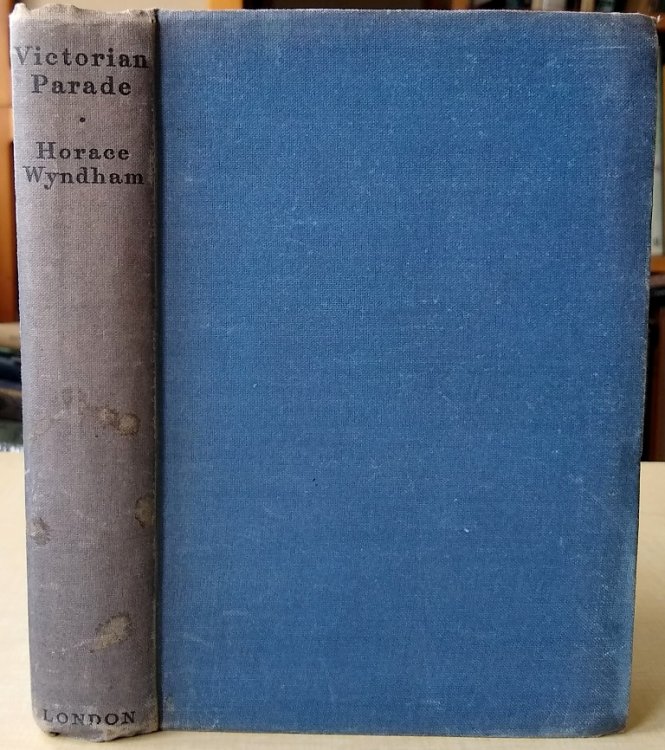 Victorian
Parade
·
Horace
Wyndham
LONDON